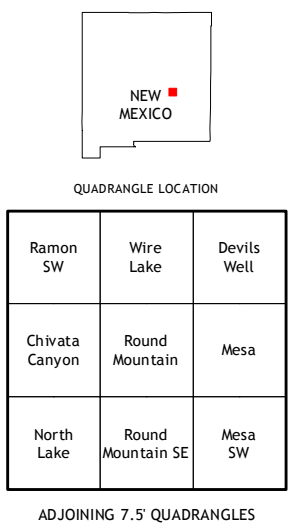 NEW
MEXICO
QUADRANGLE LOCATION
Ramon
SW
Wire
Lake
Devils
Well
Chivata
Canyon
Round
Mountain
Mesa
North
Lake
Round
Mountain SE
Mesa
SW
ADJOINING 7.5' QUADRANGLES